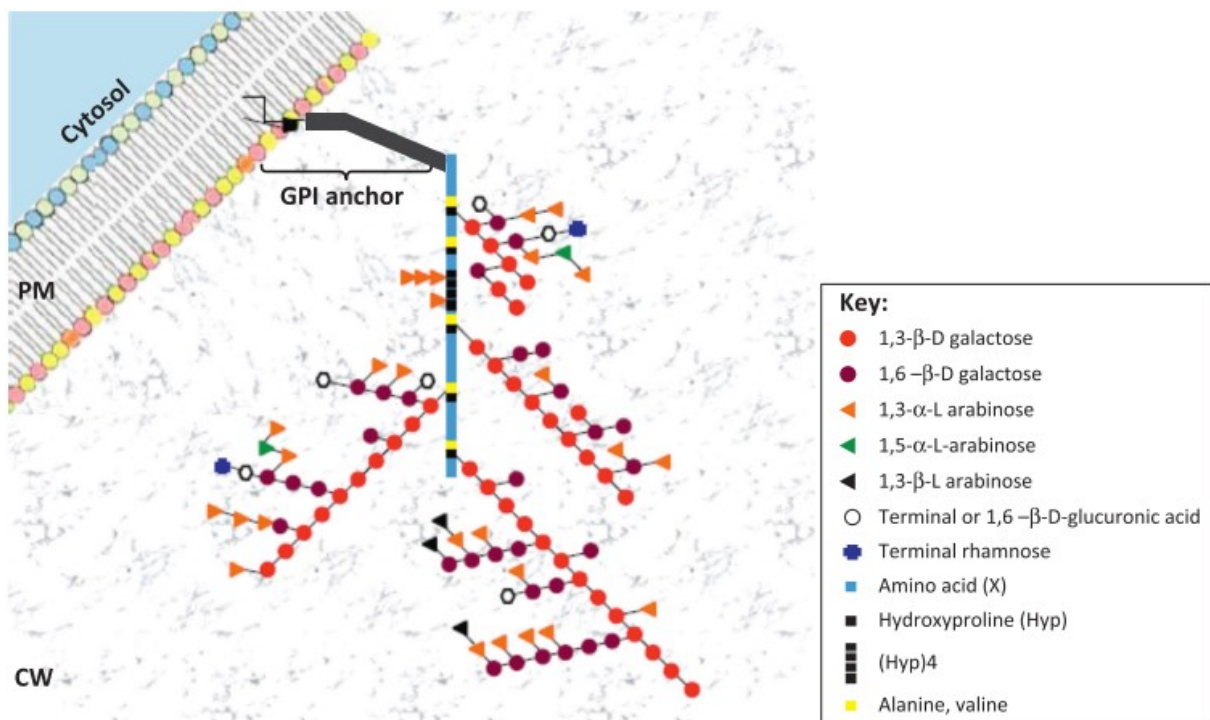 Cytosol
GPI anchor
PM
CW
Key:
1,3-β-D galactose
1,6 –β-D galactose
1,3-α-L arabinose
1,5-α-L-arabinose
1,3-β-L arabinose
Terminal or 1,6 –β-D-glucuronic acid
Terminal rhamnose
Amino acid (X)
Hydroxyproline (Hyp)
(Hyp)4
Alanine, valine